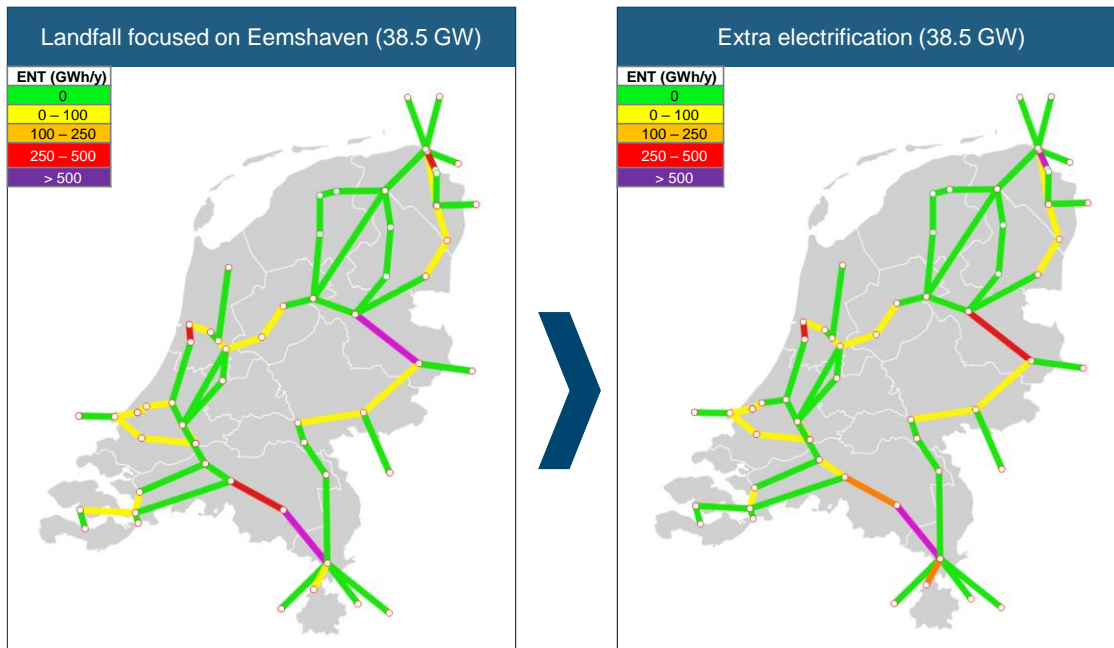 Landfall focused on Eemshaven (38.5 GW)
ENT (GWh/y)
0
0 – 100
100 – 250
250 – 500
> 500
Extra electrification (38.5 GW)
ENT (GWh/y)
0
0 – 100
100 – 250
250 – 500
> 500